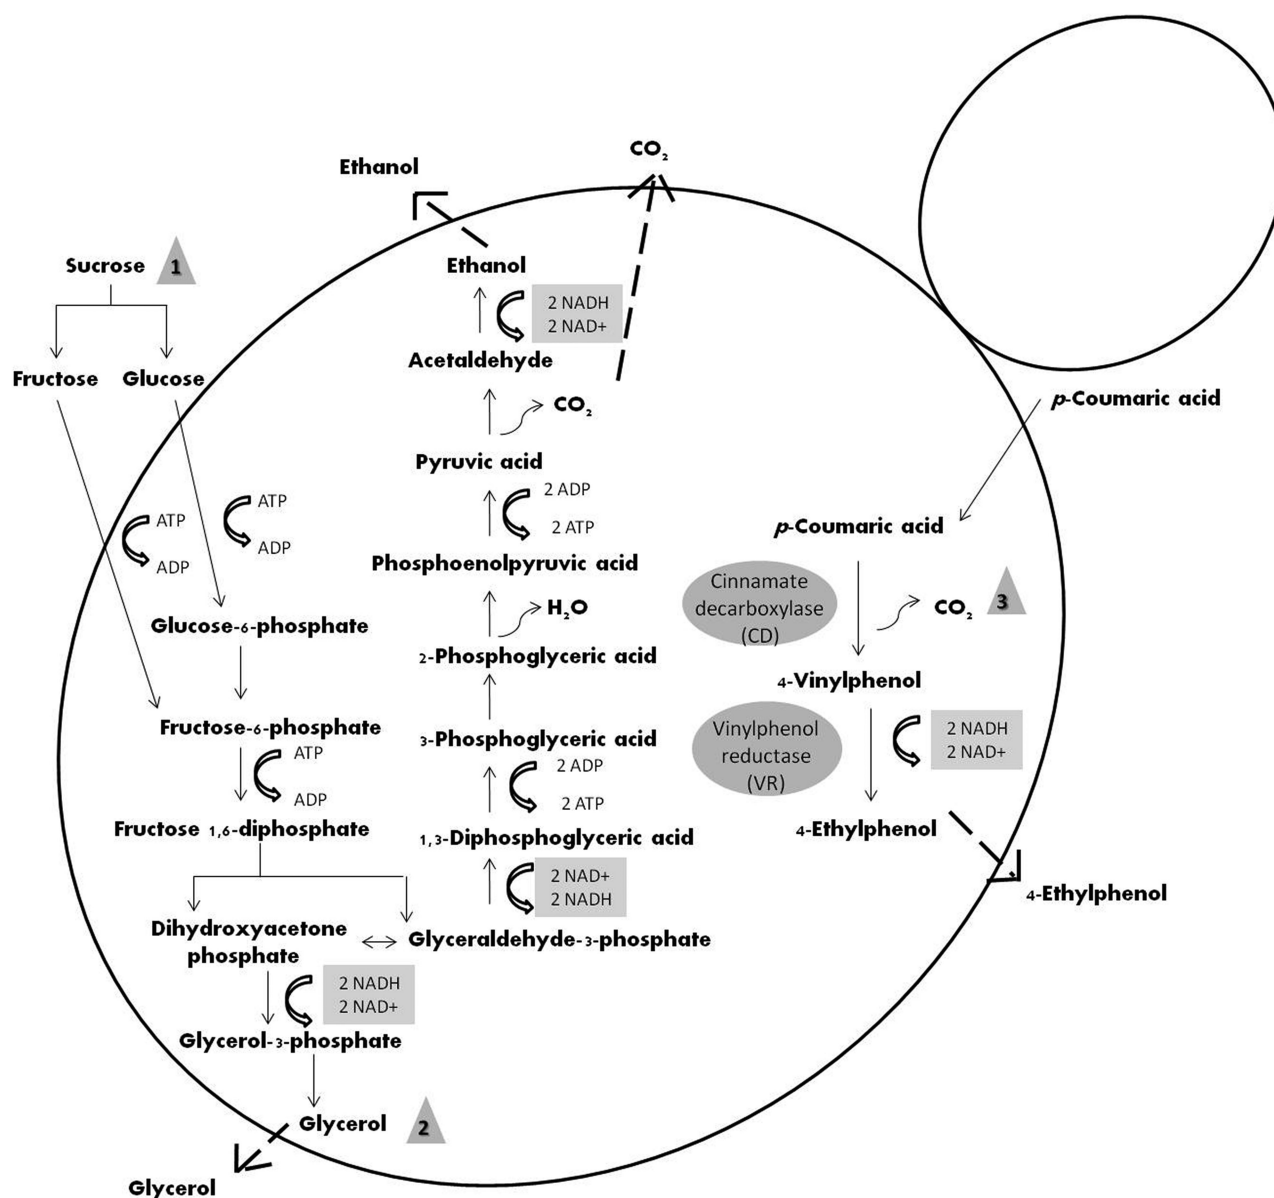 CO₂
Ethanol
Sucrose 1
Fructose Glucose
ATP
ADP
ATP
ADP
Glucose-6-phosphate
Fructose-6-phosphate
ATP
ADP
Fructose 1,6-diphosphate
Dihydroxyacetone
phosphate
Glyceraldehyde-3-phosphate
2 NADH
2 NAD+
Glycerol-3-phosphate
Glycerol 2
Glycerol
Ethanol
2 NADH
2 NAD+
Acetaldehyde
CO₂
Pyruvic acid
2 ADP
2 ATP
Phosphoenolpyruvic acid
H₂O
2-Phosphoglyceric acid
3-Phosphoglyceric acid
2 ADP
2 ATP
1,3-Diphosphoglyceric acid
2 NAD+
2 NADH
p-Coumaric acid
p-Coumaric acid
Cinnamate
decarboxylase
(CD)
CO₂ 3
4-Vinylphenol
Vinylphenol
reductase
(VR)
2 NADH
2 NAD+
4-Ethylphenol
4-Ethylphenol